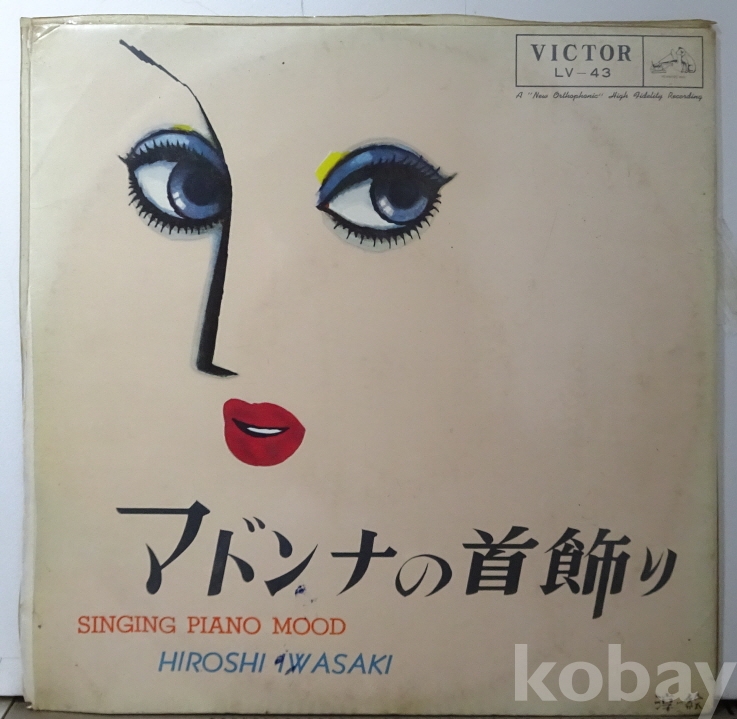 VICTOR
LV-43
A "New Orthophonic" High Fidelity Recording
マドンナの首飾り
SINGING PIANO MOOD
HIROSHI IWASAKI
kobay